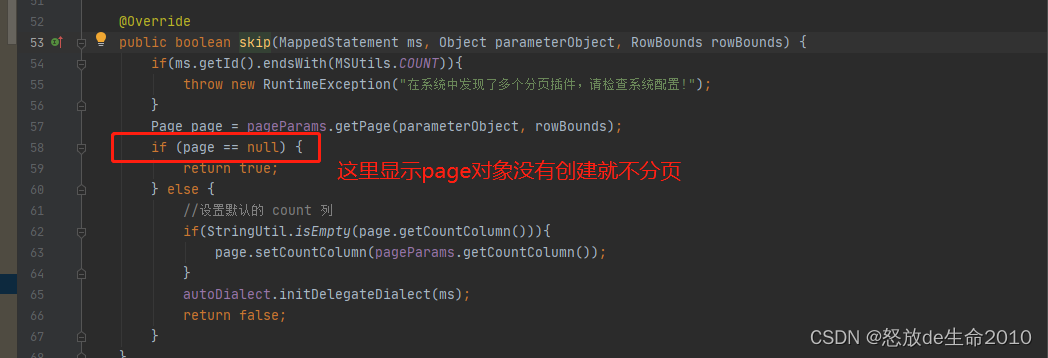 52 @Override
53 public boolean skip(MappedStatement ms, Object parameterObject, RowBounds rowBounds) {
54 if(ms.getId().endsWith(MSUtils.COUNT)){
55 throw new RuntimeException("在系统中发现了多个分页插件，请检查系统配置!");
56 }
57 Page page = pageParams.getPage(parameterObject, rowBounds);
58 if (page == null) {
59 return true;
这里显示page对象没有创建就不分页
60 } else {
61 //设置默认的 count 列
62 if(StringUtil.isEmpty(page.getCountColumn())){
63 page.setCountColumn(pageParams.getCountColumn());
64 }
65 autoDialect.initDelegateDialect(ms);
66 return false;
67 }
68 }
CSDN @怒放de生命2010